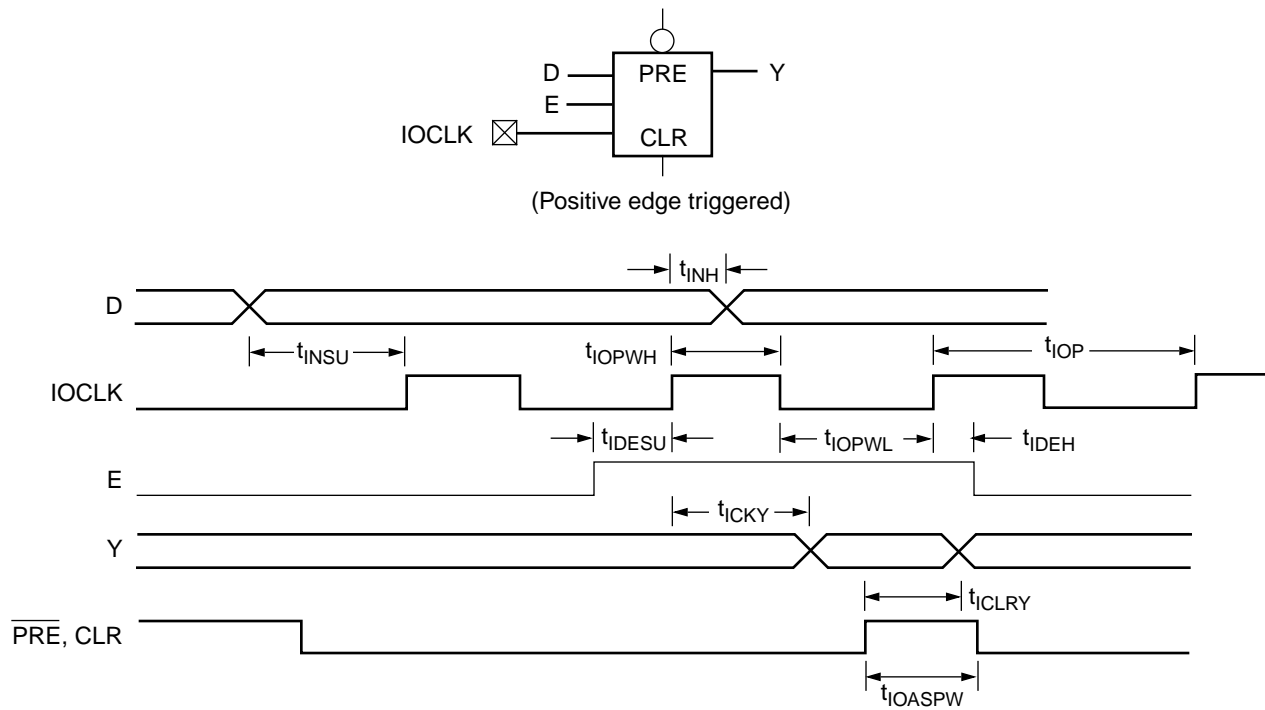 D
PRE
Y
E
IOCLK
CLR
(Positive edge triggered)
tINH
D
tINSU
tIOPWH
tIOP
IOCLK
tIDESU
tIOPWL
tIDEH
E
tICKY
Y
tICLRY
PRE, CLR
tIOASPW